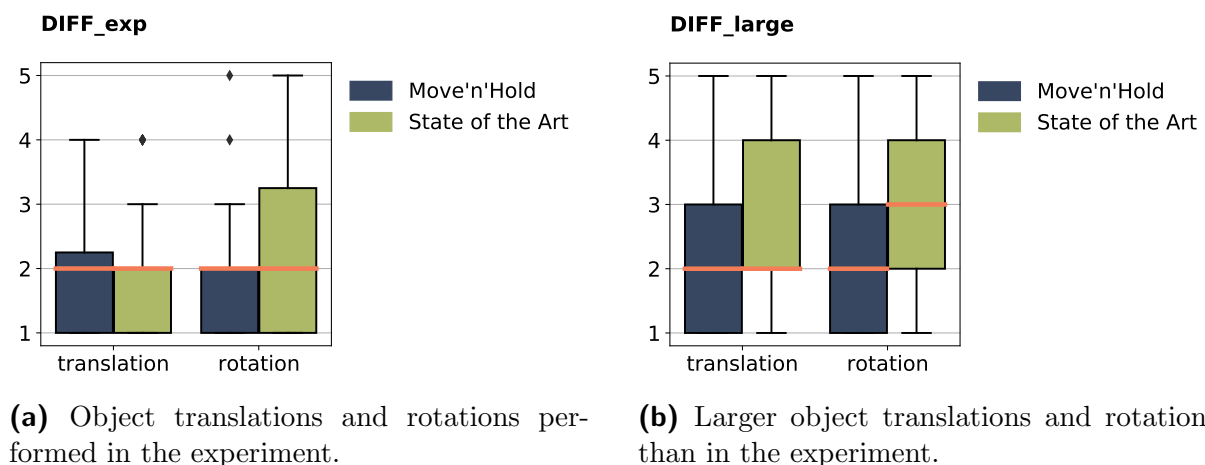 DIFF_exp
5
4
3
2
1
translation rotation
Move'n'Hold
State of the Art
(a) Object translations and rotations per-
formed in the experiment.
DIFF_large
5
4
3
2
1
translation rotation
Move'n'Hold
State of the Art
(b) Larger object translations and rotation
than in the experiment.